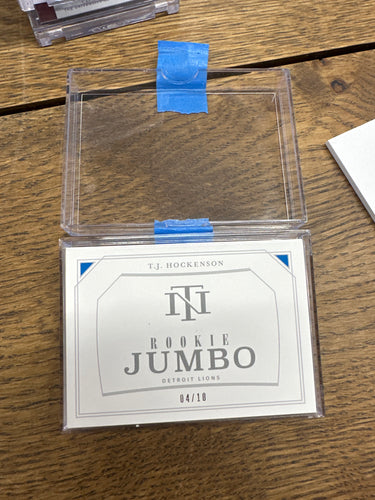 T.J. HOCKENSON
NT
ROOKIE
JUMBO
DETROIT LIONS
04/10